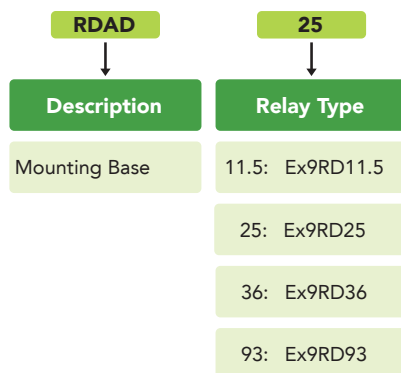 RDAD 25
Description Relay Type
Mounting Base 11.5: Ex9RD11.5
25: Ex9RD25
36: Ex9RD36
93: Ex9RD93